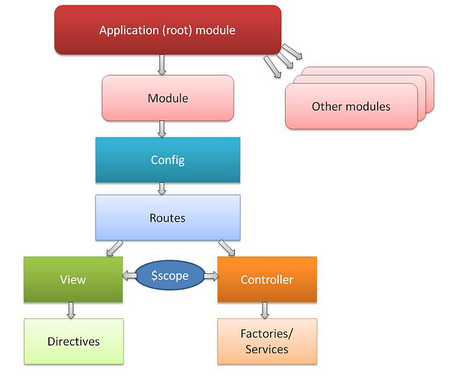 Application (root) module
Module
Other modules
Config
Routes
View
$scope
Controller
Directives
Factories/
Services